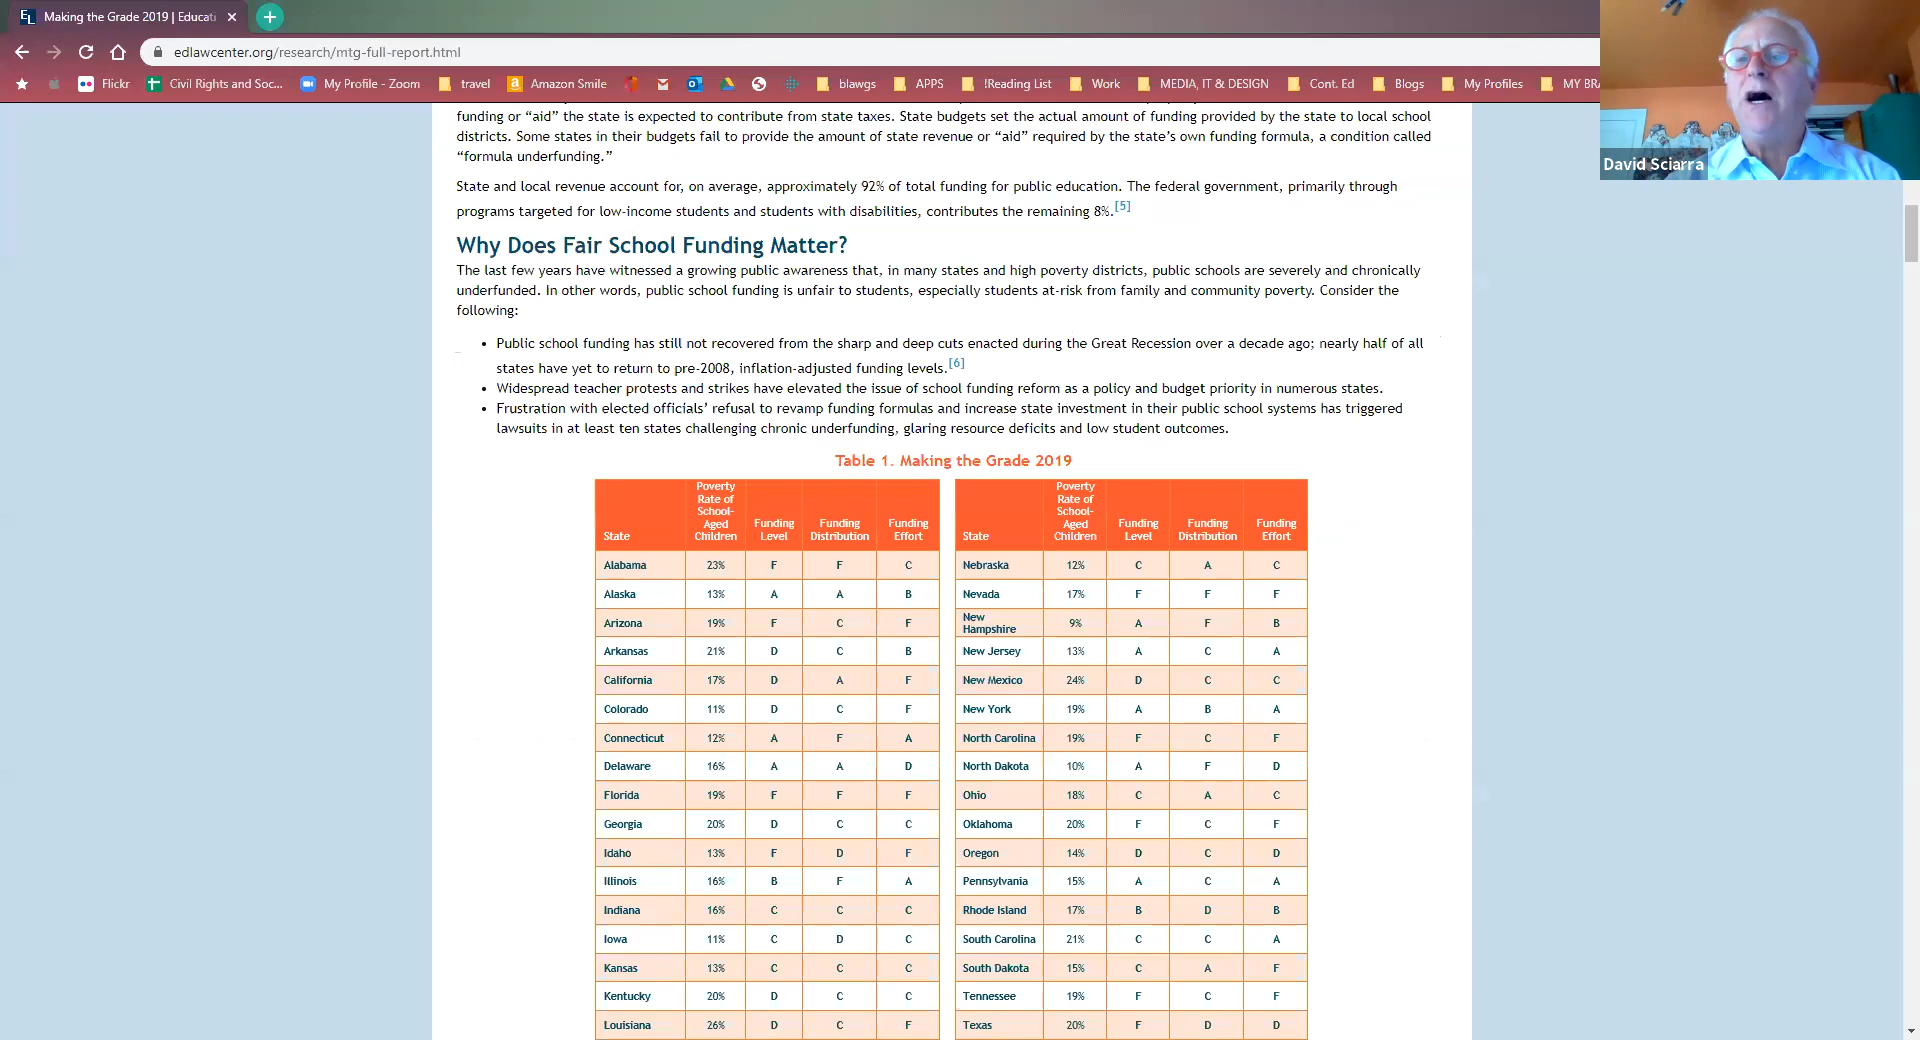 Making the Grade 2019 | Educati
edlawcenter.org/research/mtg-full-report.html
Flickr Civil Rights and Soc... My Profile - Zoom travel Amazon Smile blawgs APPS !Reading List Work MEDIA, IT & DESIGN Cont. Ed Blogs My Profiles MY BRA
David Sciarra
funding or “aid” the state is expected to contribute from state taxes. State budgets set the actual amount of funding provided by the state to local school
districts. Some states in their budgets fail to provide the amount of state revenue or “aid” required by the state’s own funding formula, a condition called
“formula underfunding.”
State and local revenue account for, on average, approximately 92% of total funding for public education. The federal government, primarily through
programs targeted for low-income students and students with disabilities, contributes the remaining 8%.[5]
Why Does Fair School Funding Matter?
The last few years have witnessed a growing public awareness that, in many states and high poverty districts, public schools are severely and chronically
underfunded. In other words, public school funding is unfair to students, especially students at-risk from family and community poverty. Consider the
following:
• Public school funding has still not recovered from the sharp and deep cuts enacted during the Great Recession over a decade ago; nearly half of all
states have yet to return to pre-2008, inflation-adjusted funding levels.[6]
• Widespread teacher protests and strikes have elevated the issue of school funding reform as a policy and budget priority in numerous states.
• Frustration with elected officials’ refusal to revamp funding formulas and increase state investment in their public school systems has triggered
lawsuits in at least ten states challenging chronic underfunding, glaring resource deficits and low student outcomes.
Table 1. Making the Grade 2019
State Poverty Rate of School-Aged Children Funding Level Funding Distribution Funding Effort State Poverty Rate of School-Aged Children Funding Level Funding Distribution Funding Effort
Alabama 23% F F C Nebraska 12% C A C
Alaska 13% A A B Nevada 17% F F F
Arizona 19% F C F New Hampshire 9% A F B
Arkansas 21% D C B New Jersey 13% A C A
California 17% D A F New Mexico 24% D C C
Colorado 11% D C F New York 19% A B A
Connecticut 12% A F A North Carolina 19% F C F
Delaware 16% A A D North Dakota 10% A F D
Florida 19% F F F Ohio 18% C A C
Georgia 20% D C C Oklahoma 20% F C F
Idaho 13% F D F Oregon 14% D C D
Illinois 16% B F A Pennsylvania 15% A C A
Indiana 16% C C C Rhode Island 17% B D B
Iowa 11% C D C South Carolina 21% C C A
Kansas 13% C C C South Dakota 15% C A F
Kentucky 20% D C C Tennessee 19% F C F
Louisiana 26% D C F Texas 20% F D D